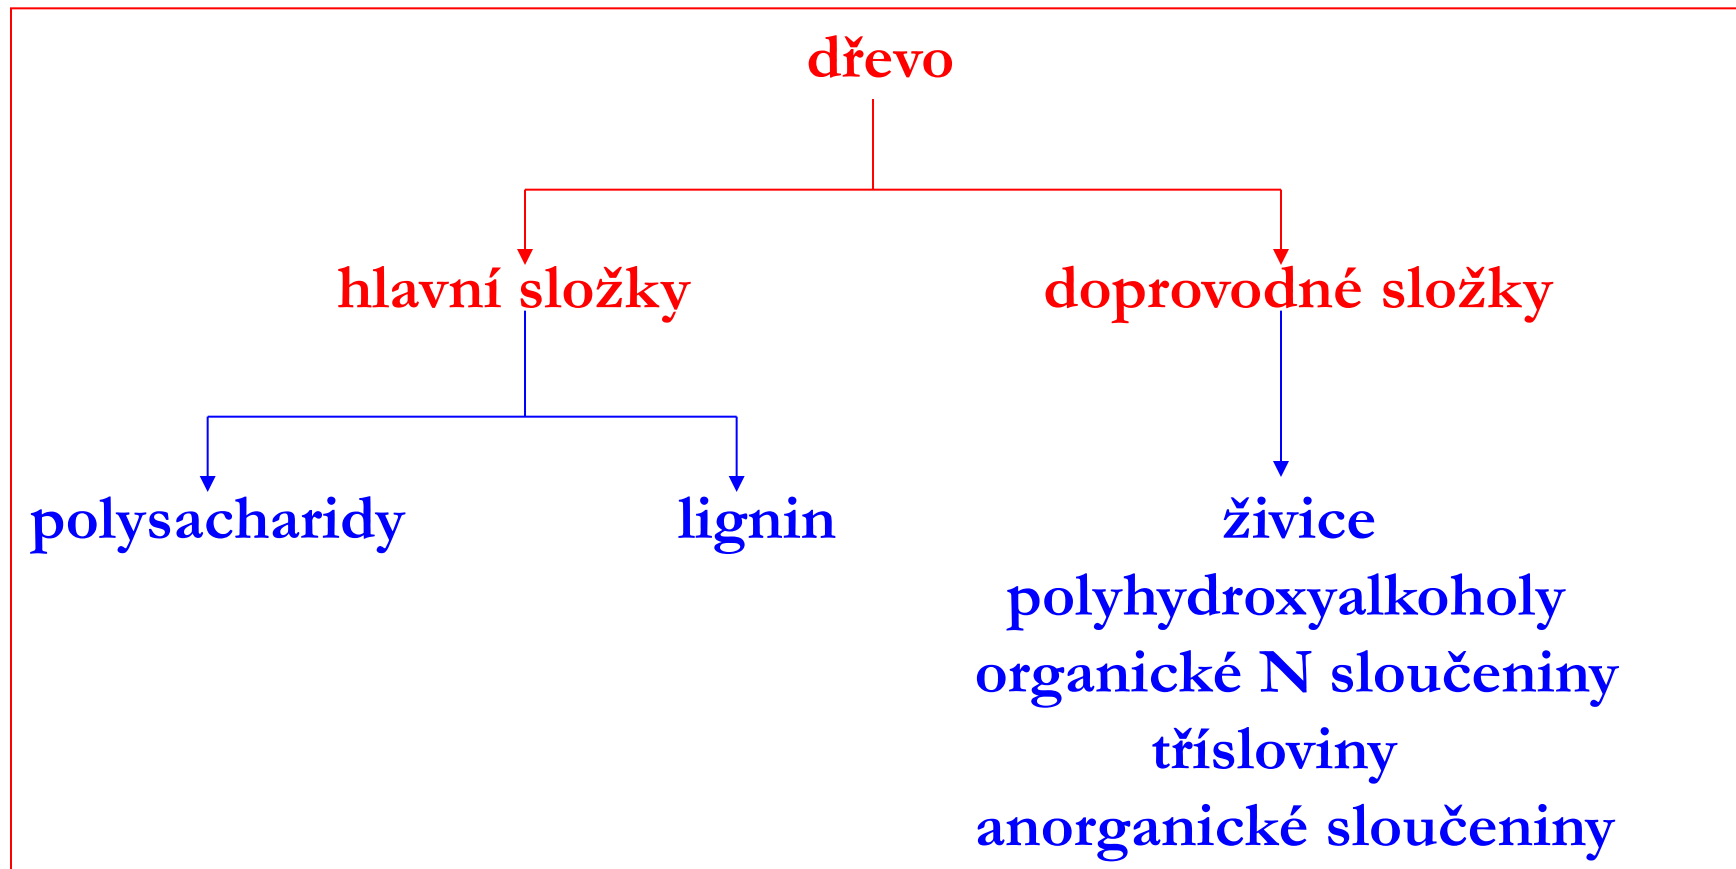 dřevo
hlavní složky
doprovodné složky
polysacharidy
lignin
živice
polyhydroxyalkoholy
organické N sloučeniny
třísloviny
anorganické sloučeniny